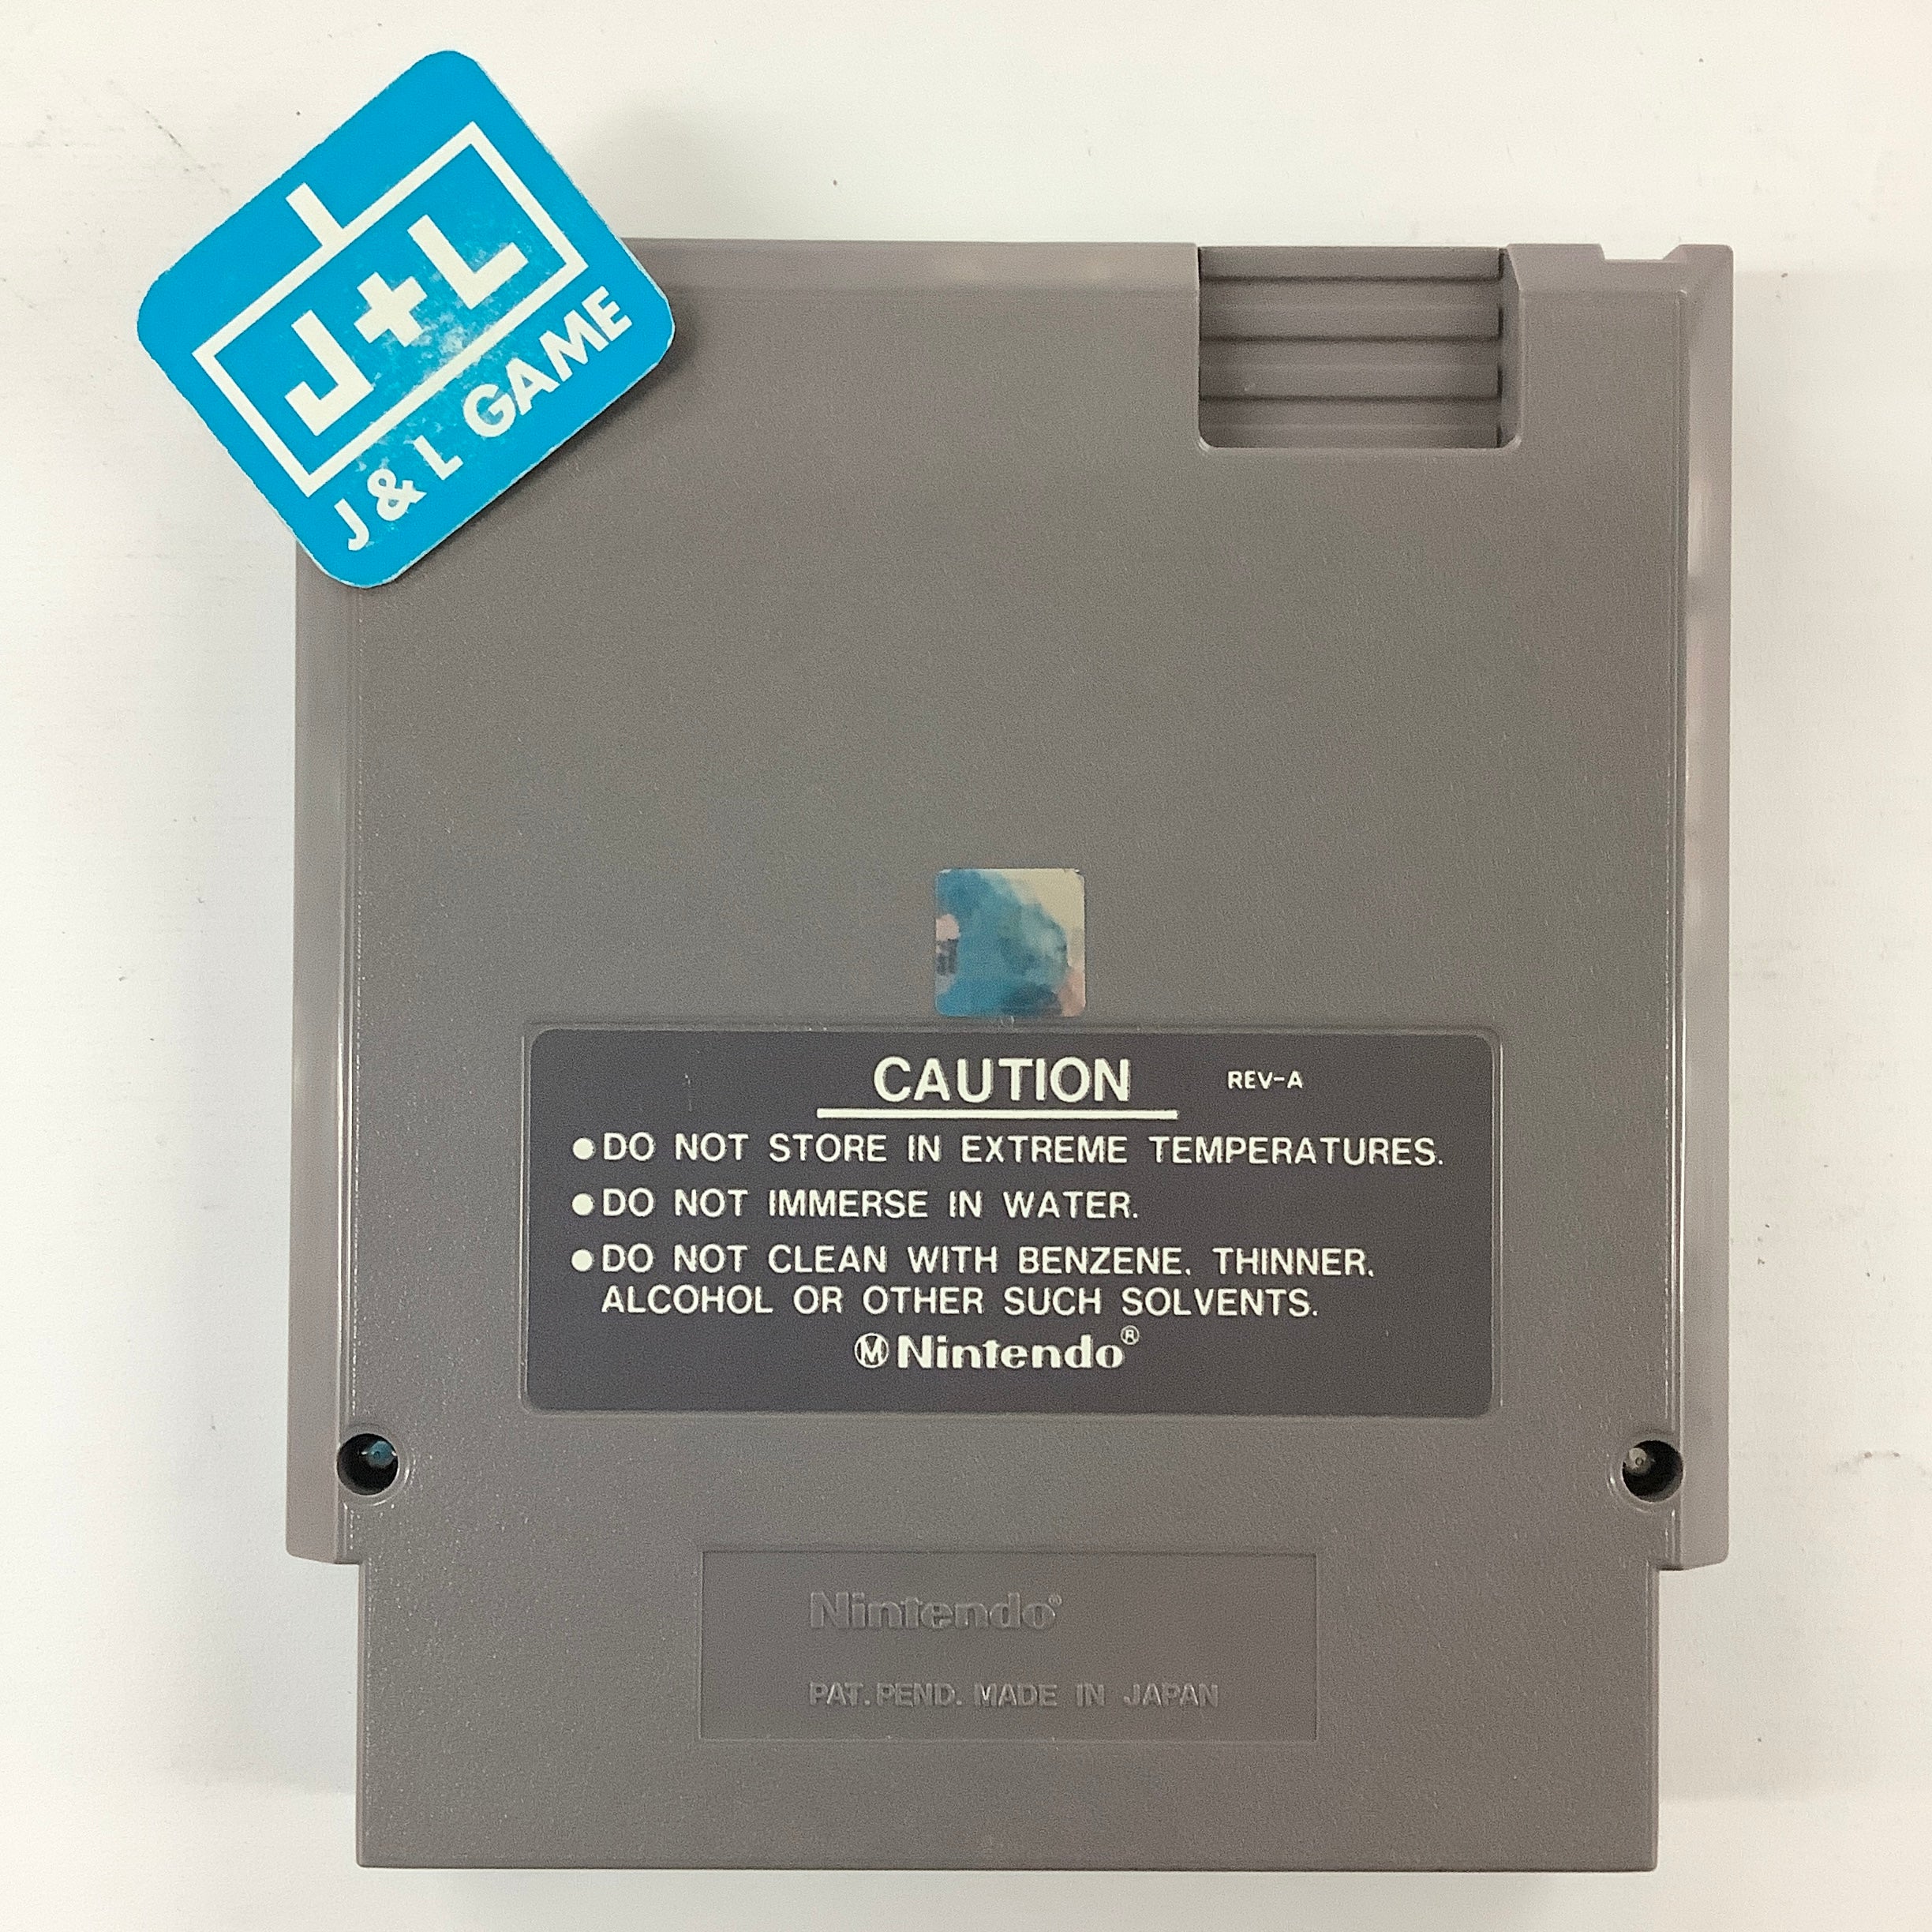 J+L
J & L GAME
CAUTION REV-A
●DO NOT STORE IN EXTREME TEMPERATURES.
●DO NOT IMMERSE IN WATER.
●DO NOT CLEAN WITH BENZENE. THINNER.
ALCOHOL OR OTHER SUCH SOLVENTS.
Ⓜ Nintendo®
Nintendo®
PAT. PEND. MADE IN JAPAN